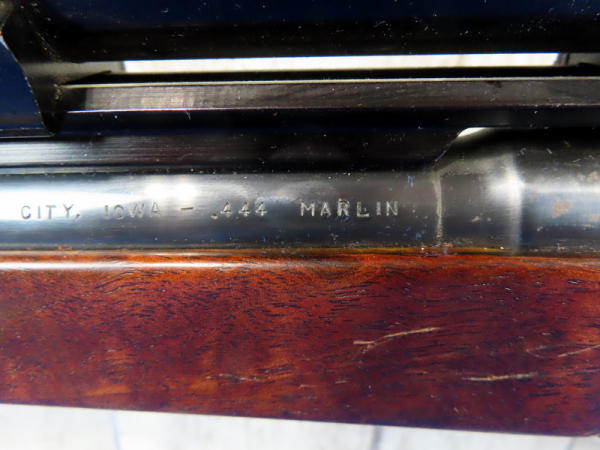 CITY, IOWA - .444 MARLIN